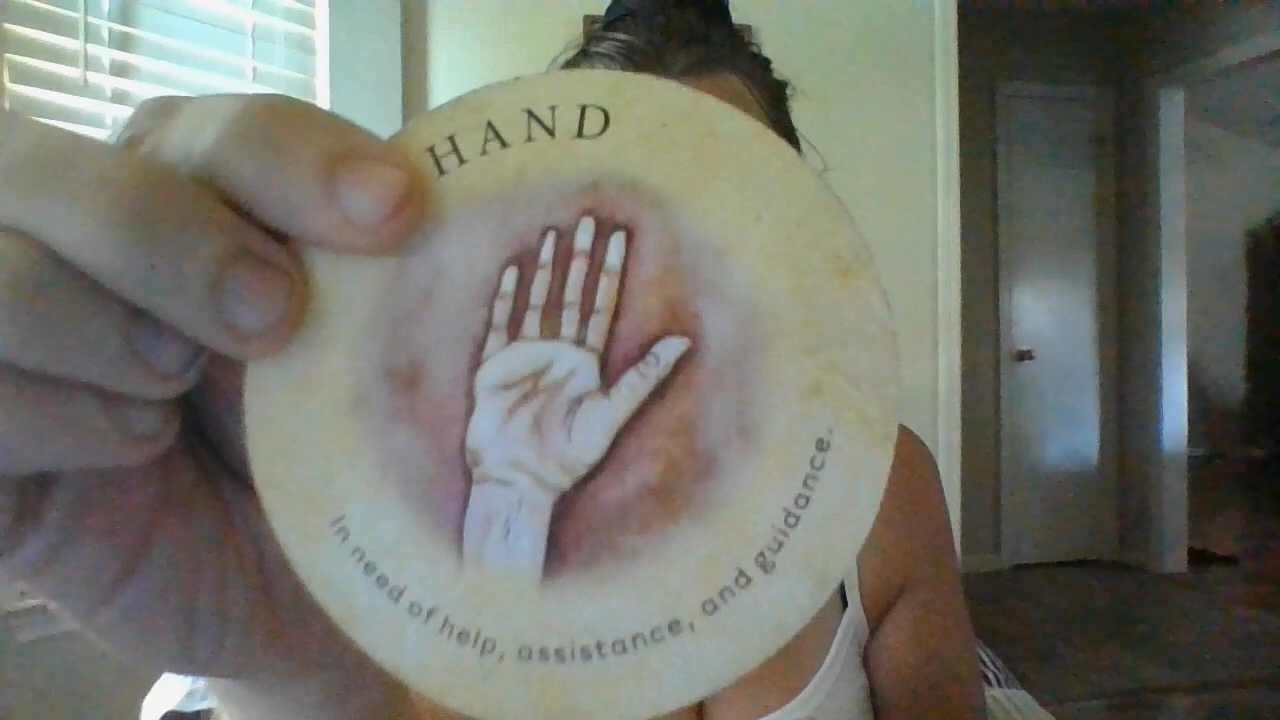 HAND
In need of help, assistance, and guidance.